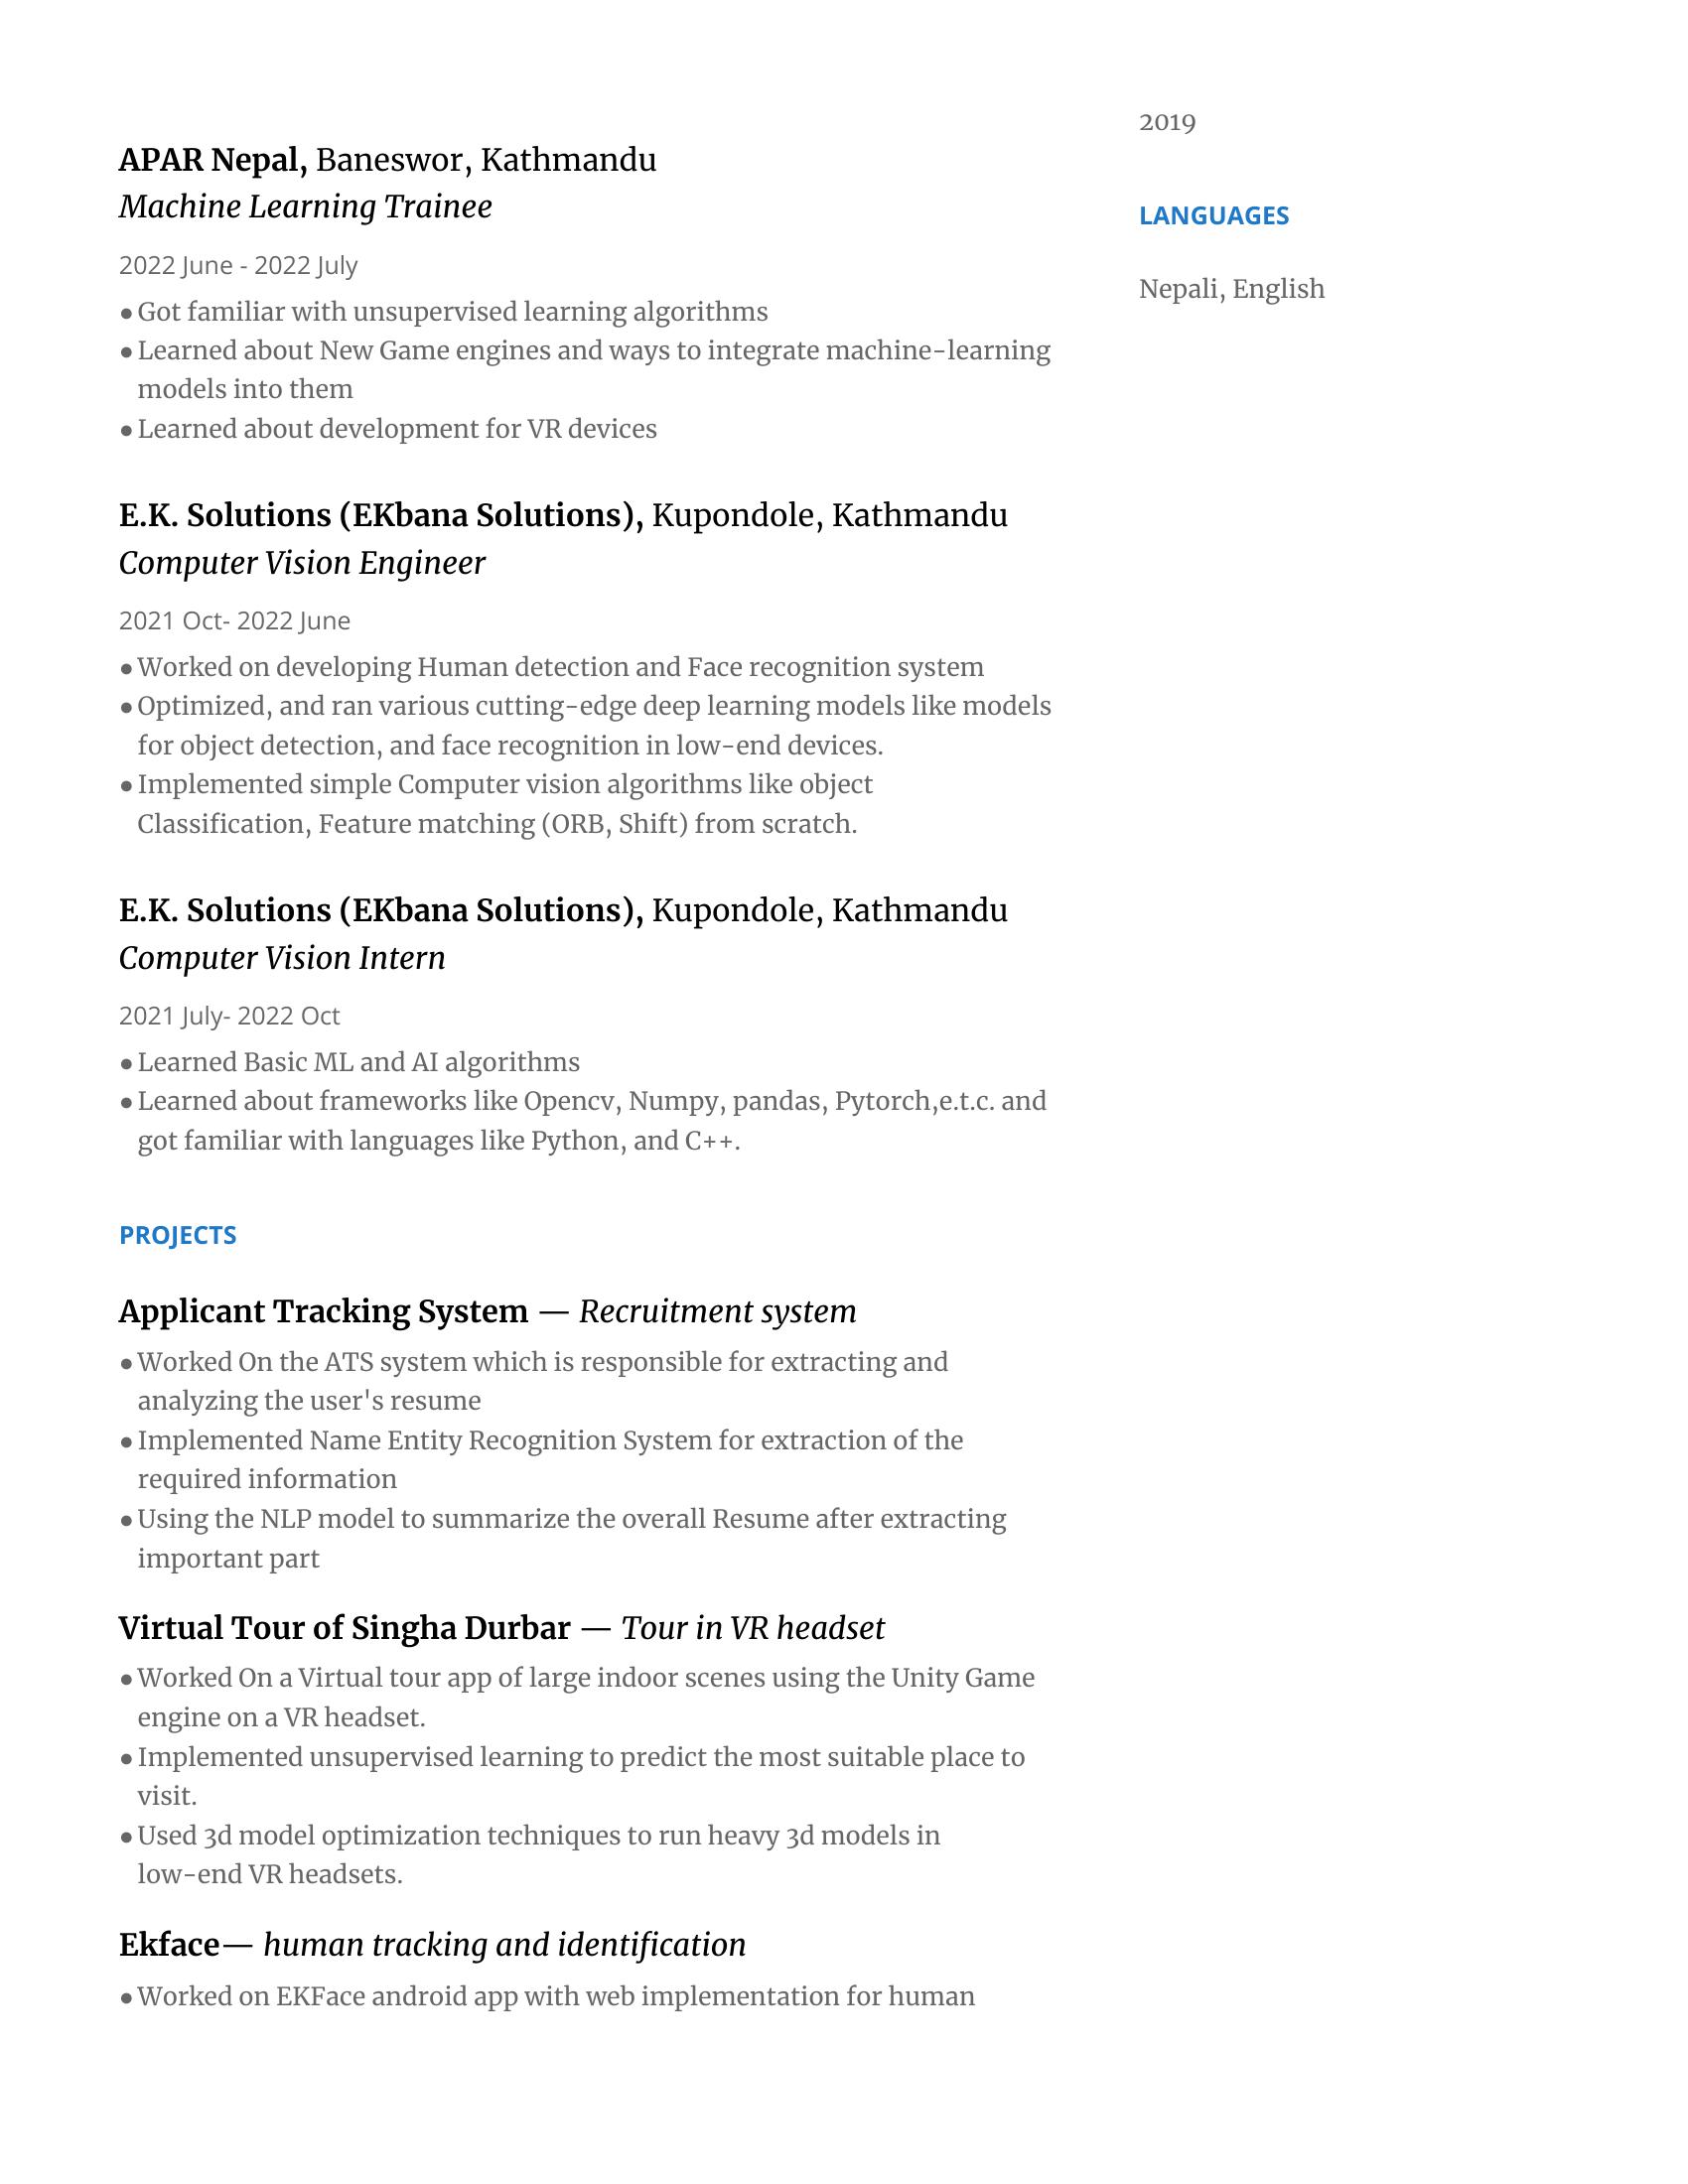 APAR Nepal, Baneswor, Kathmandu
Machine Learning Trainee
2022 June - 2022 July
● Got familiar with unsupervised learning algorithms
● Learned about New Game engines and ways to integrate machine-learning
models into them
● Learned about development for VR devices
E.K. Solutions (EKbana Solutions), Kupondole, Kathmandu
Computer Vision Engineer
2021 Oct- 2022 June
● Worked on developing Human detection and Face recognition system
● Optimized, and ran various cutting-edge deep learning models like models
for object detection, and face recognition in low-end devices.
● Implemented simple Computer vision algorithms like object
Classification, Feature matching (ORB, Shift) from scratch.
E.K. Solutions (EKbana Solutions), Kupondole, Kathmandu
Computer Vision Intern
2021 July- 2022 Oct
● Learned Basic ML and AI algorithms
● Learned about frameworks like Opencv, Numpy, pandas, Pytorch,e.t.c. and
got familiar with languages like Python, and C++.
PROJECTS
Applicant Tracking System — Recruitment system
● Worked On the ATS system which is responsible for extracting and
analyzing the user's resume
● Implemented Name Entity Recognition System for extraction of the
required information
● Using the NLP model to summarize the overall Resume after extracting
important part
Virtual Tour of Singha Durbar — Tour in VR headset
● Worked On a Virtual tour app of large indoor scenes using the Unity Game
engine on a VR headset.
● Implemented unsupervised learning to predict the most suitable place to
visit.
● Used 3d model optimization techniques to run heavy 3d models in
low-end VR headsets.
Ekface— human tracking and identification
● Worked on EKFace android app with web implementation for human
2019
LANGUAGES
Nepali, English